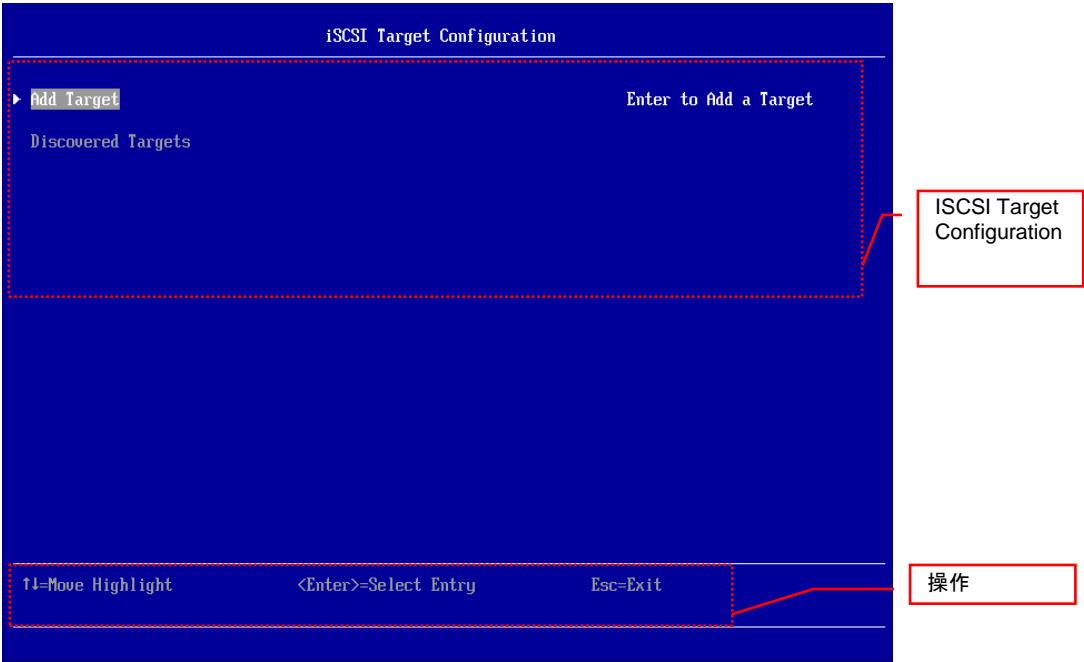 iSCSI Target Configuration
Add Target
Enter to Add a Target
Discovered Targets
ISCSI Target
Configuration
↑↓=Move Highlight
<Enter>=Select Entry
Esc=Exit
操作